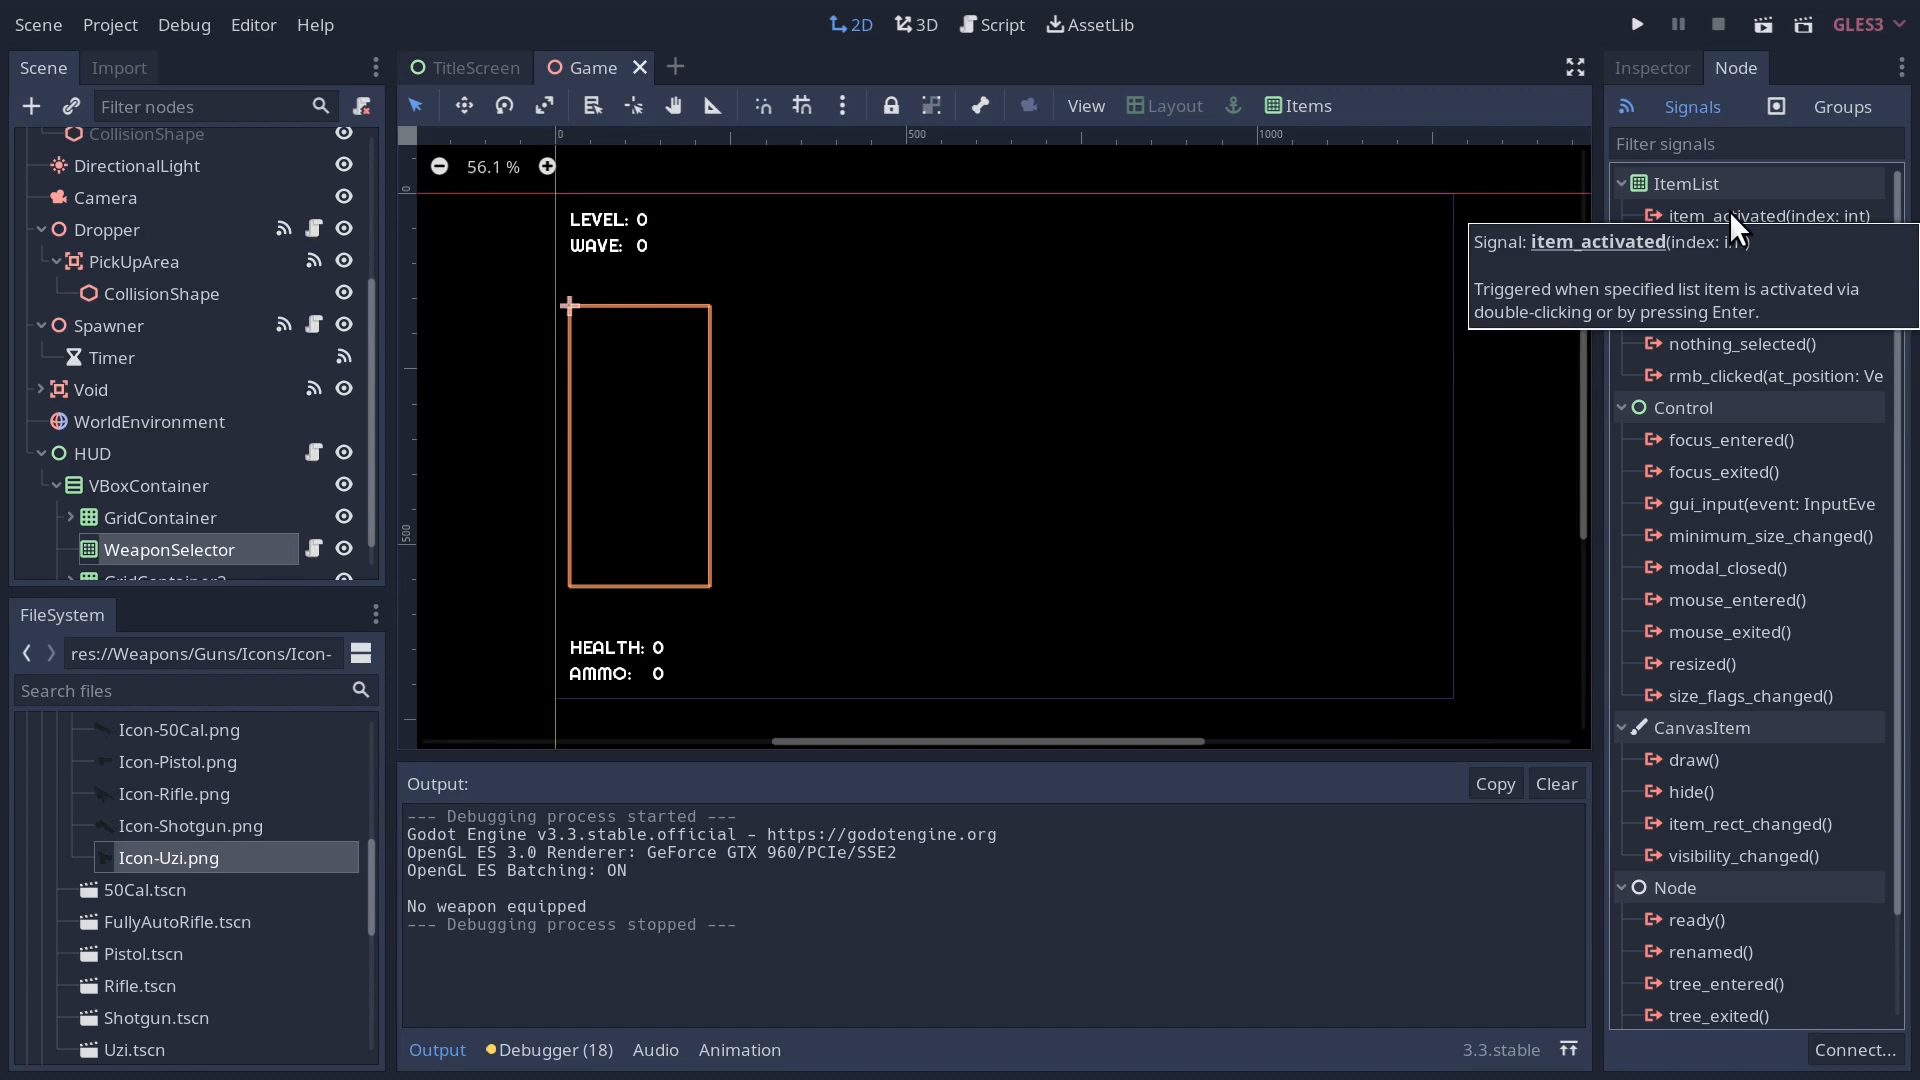 Scene Project Debug Editor Help
2D 3D Script AssetLib
GLES3
Scene Import
Filter nodes
CollisionShape
DirectionalLight
Camera
Dropper
PickUpArea
CollisionShape
Spawner
Timer
Void
WorldEnvironment
HUD
VBoxContainer
GridContainer
WeaponSelector
GridContainer2
FileSystem
res://Weapons/Guns/Icons/Icon-
Search files
Icon-50Cal.png
Icon-Pistol.png
Icon-Rifle.png
Icon-Shotgun.png
Icon-Uzi.png
50Cal.tscn
FullyAutoRifle.tscn
Pistol.tscn
Rifle.tscn
Shotgun.tscn
Uzi.tscn
TitleScreen Game
View Layout Items
0 500 1000
0
500
56.1 %
LEVEL: 0
WAVE: 0
HEALTH: 0
AMMO: 0
Output:
Copy Clear
--- Debugging process started ---
Godot Engine v3.3.stable.official - https://godotengine.org
OpenGL ES 3.0 Renderer: GeForce GTX 960/PCIe/SSE2
OpenGL ES Batching: ON
No weapon equipped
--- Debugging process stopped ---
Output Debugger (18) Audio Animation
3.3.stable
Inspector Node
Signals Groups
Filter signals
ItemList
item_activated(index: int)
Signal: item_activated(index: int)
Triggered when specified list item is activated via
double-clicking or by pressing Enter.
nothing_selected()
rmb_clicked(at_position: Ve
Control
focus_entered()
focus_exited()
gui_input(event: InputEve
minimum_size_changed()
modal_closed()
mouse_entered()
mouse_exited()
resized()
size_flags_changed()
CanvasItem
draw()
hide()
item_rect_changed()
visibility_changed()
Node
ready()
renamed()
tree_entered()
tree_exited()
Connect...